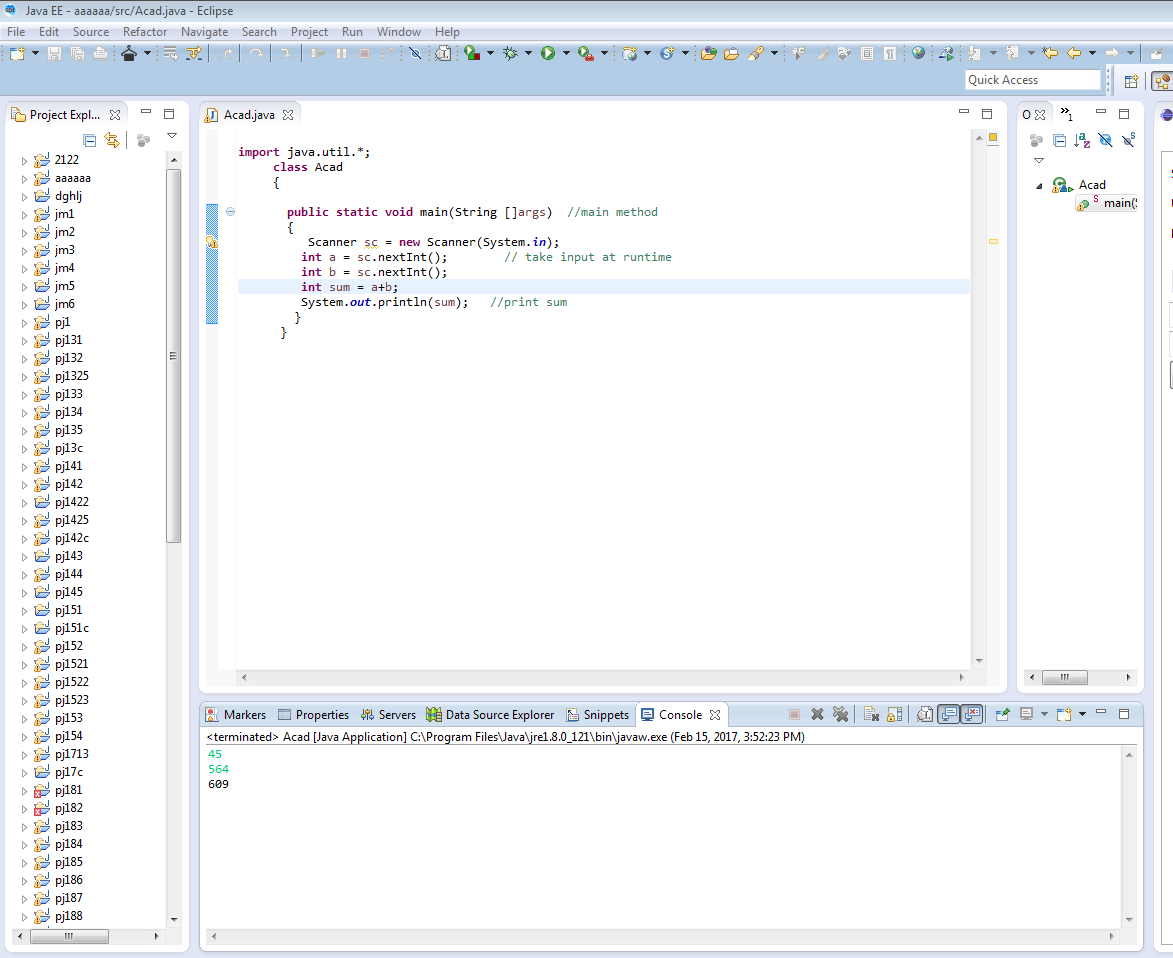 Java EE - aaaaaa/src/Acad.java - Eclipse
File Edit Source Refactor Navigate Search Project Run Window Help
Quick Access
Project Expl...
2122
aaaaaa
dghlj
jm1
jm2
jm3
jm4
jm5
jm6
pj1
pj131
pj132
pj1325
pj133
pj134
pj135
pj13c
pj141
pj142
pj1422
pj1425
pj142c
pj143
pj144
pj145
pj151
pj151c
pj152
pj1521
pj1522
pj1523
pj153
pj154
pj1713
pj17c
pj181
pj182
pj183
pj184
pj185
pj186
pj187
pj188
Acad.java
import java.util.*;
class Acad
{
public static void main(String []args) //main method
{
Scanner sc = new Scanner(System.in);
int a = sc.nextInt(); // take input at runtime
int b = sc.nextInt();
int sum = a+b;
System.out.println(sum); //print sum
}
}
O
»1
Acad
S main(S
Markers Properties Servers Data Source Explorer Snippets Console
<terminated> Acad [Java Application] C:\Program Files\Java\jre1.8.0_121\bin\javaw.exe (Feb 15, 2017, 3:52:23 PM)
45
564
609